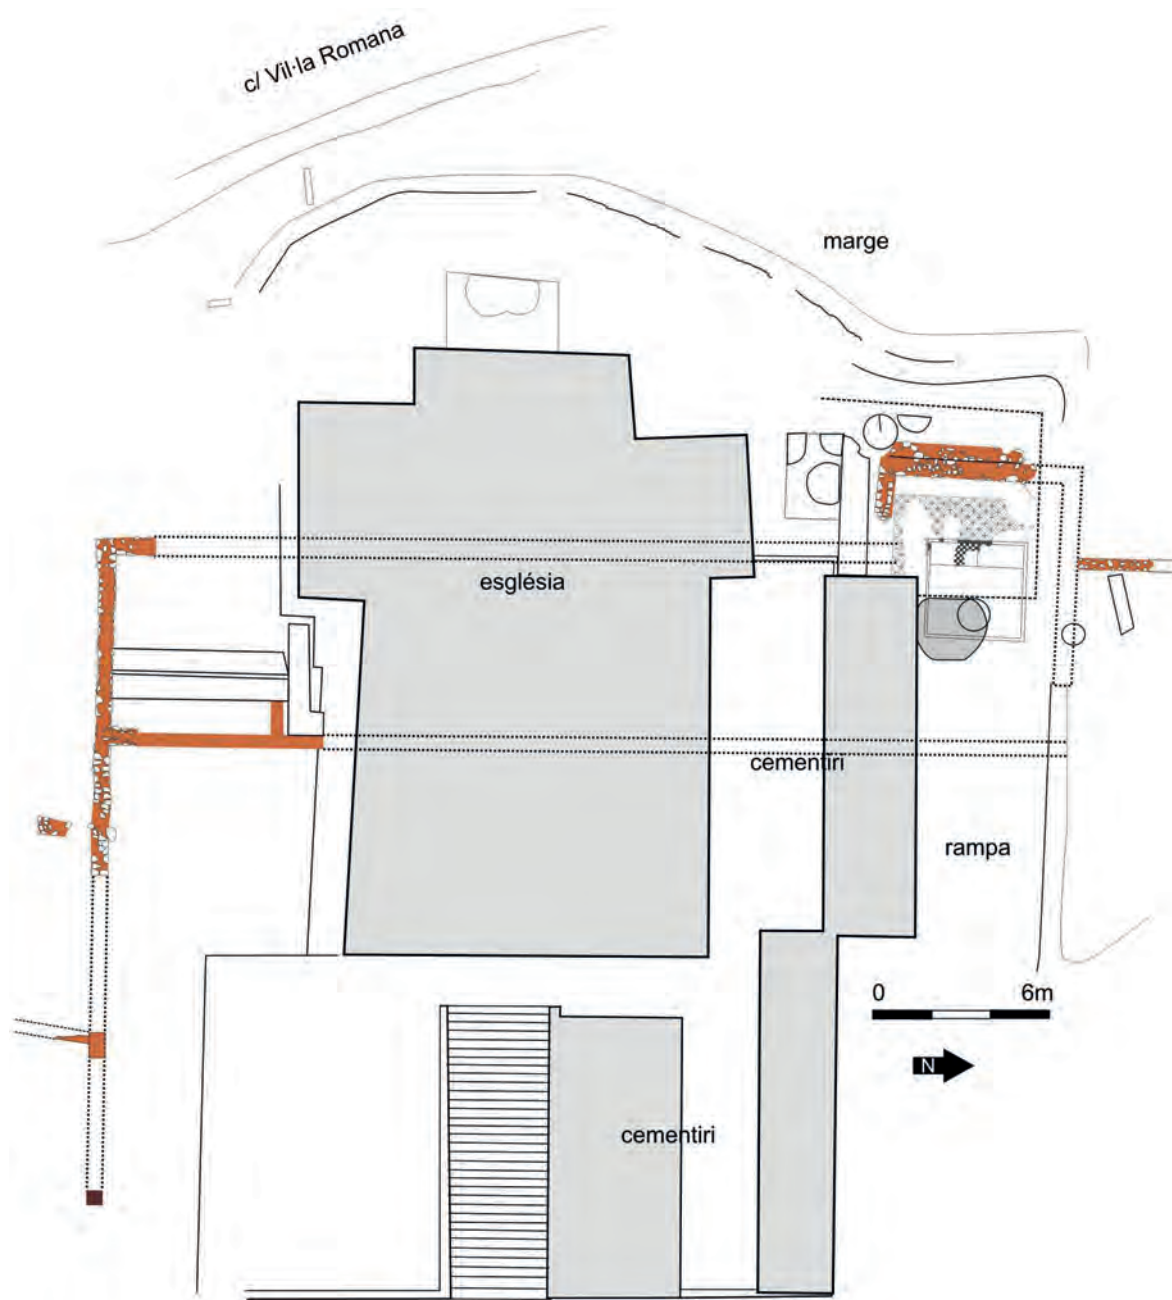 c/ Vil·la Romana
marge
església
cementiri
rampa
0 6m
N
cementiri